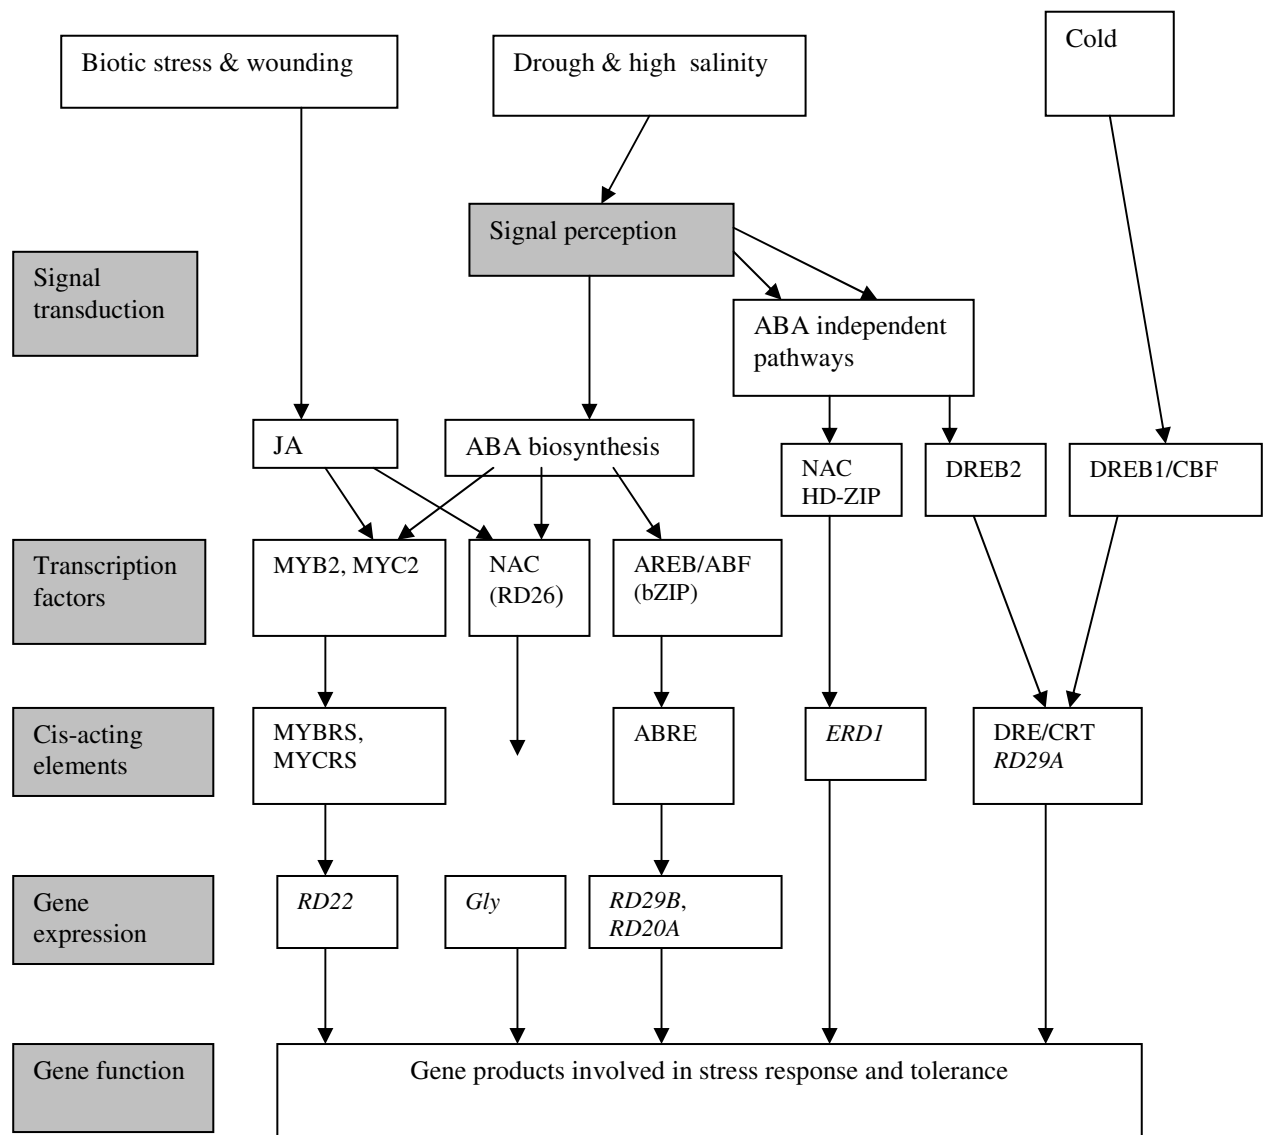 Cold
Biotic stress & wounding
Drough & high salinity
Signal perception
Signal
transduction
ABA independent
pathways
JA
ABA biosynthesis
NAC
HD-ZIP
DREB2
DREB1/CBF
Transcription
factors
MYB2, MYC2
NAC
(RD26)
AREB/ABF
(bZIP)
Cis-acting
elements
MYBRS,
MYCRS
ABRE
ERD1
DRE/CRT
RD29A
Gene
expression
RD22
Gly
RD29B,
RD20A
Gene function
Gene products involved in stress response and tolerance